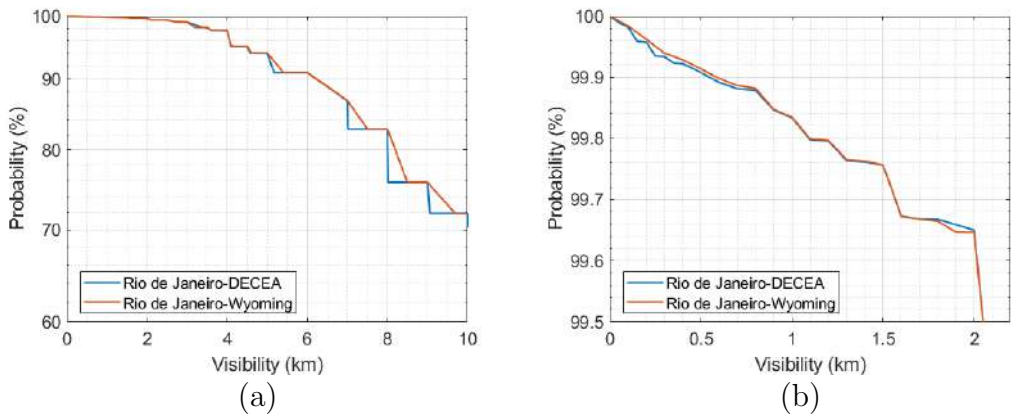 100
90
80
70
60
Probability (%)
Rio de Janeiro-DECEA
Rio de Janeiro-Wyoming
0 2 4 6 8 10
Visibility (km)
(a)
100
99.9
99.8
99.7
99.6
99.5
Probability (%)
Rio de Janeiro-DECEA
Rio de Janeiro-Wyoming
0 0.5 1 1.5 2
Visibility (km)
(b)